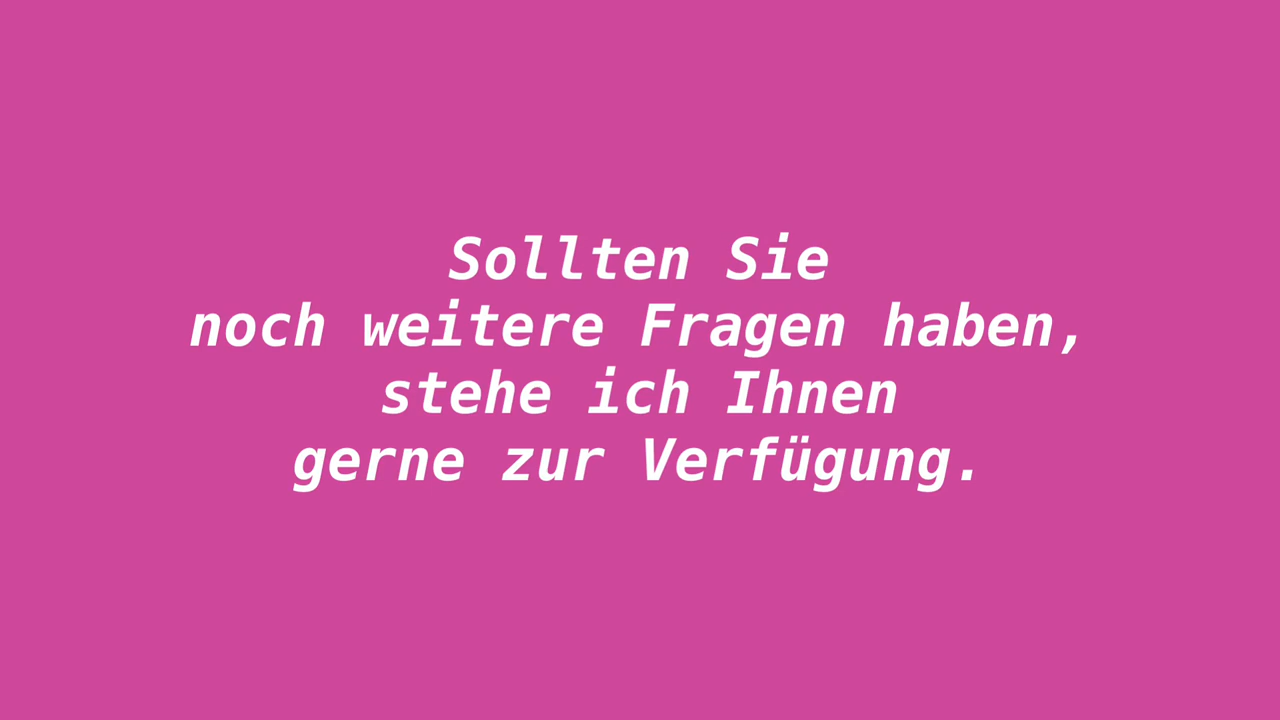 Sollten Sie
noch weitere Fragen haben,
stehe ich Ihnen
gerne zur Verfügung.